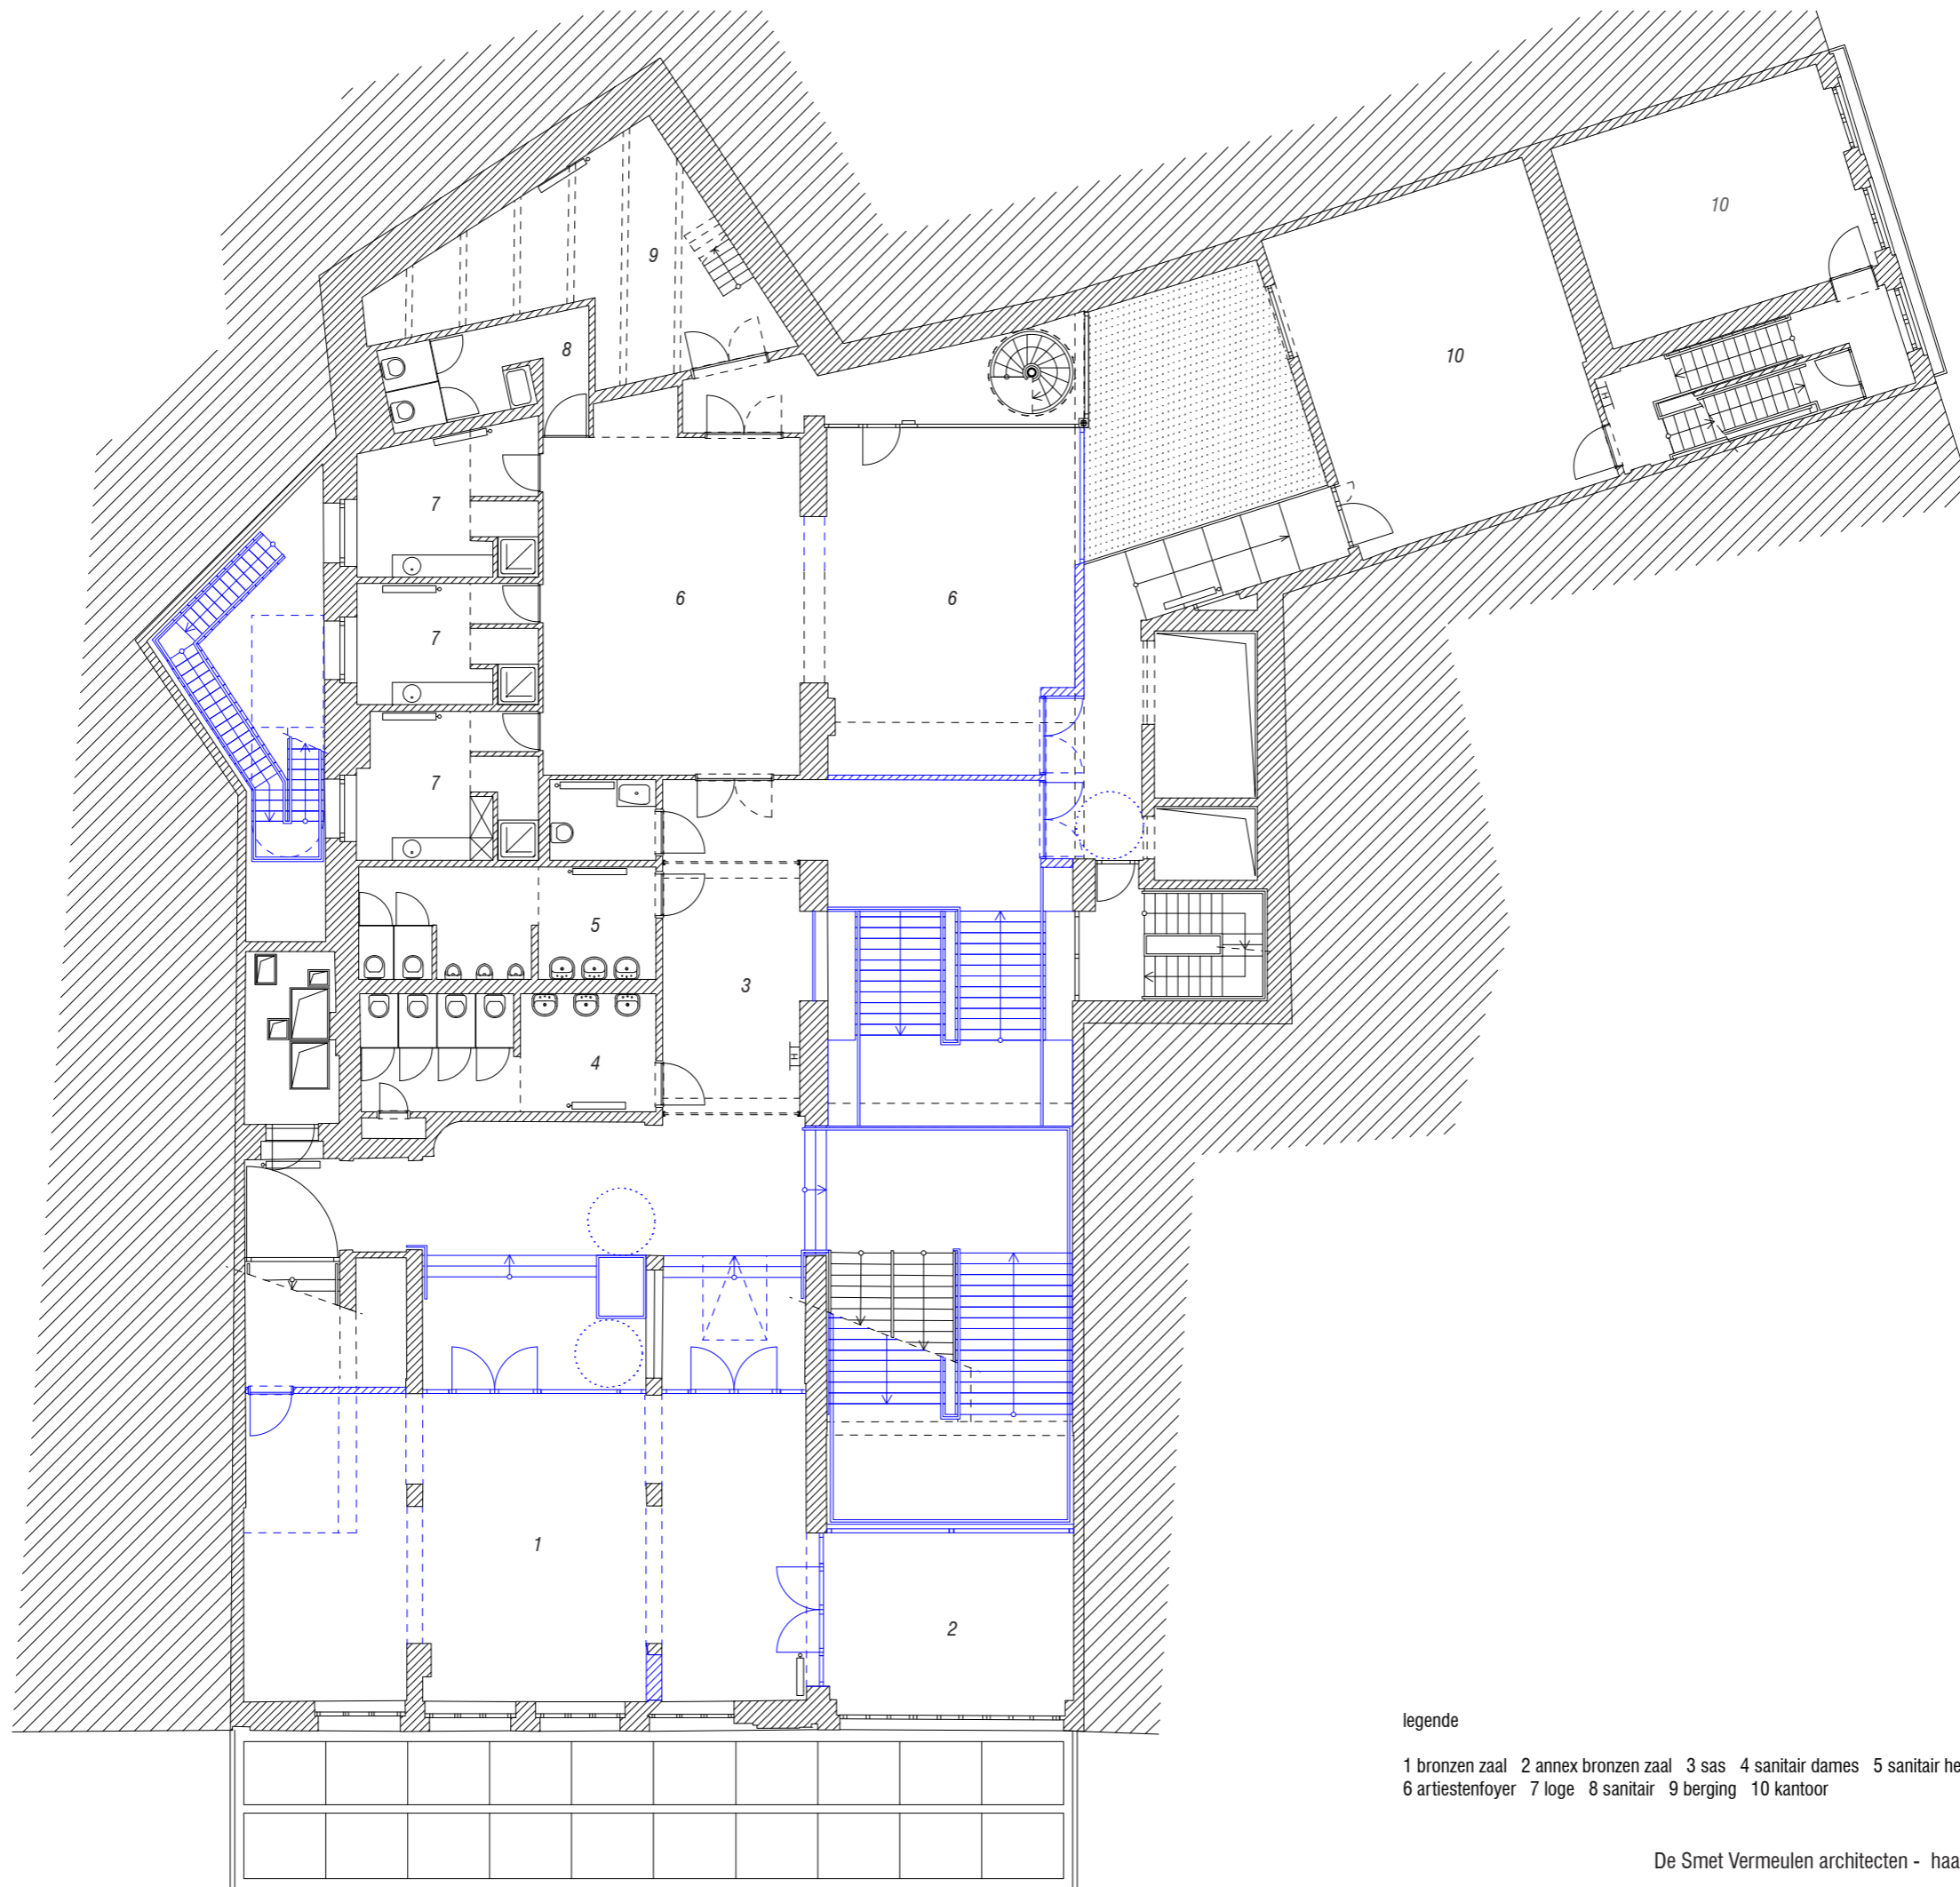 10
9
8
10
7
6
6
7
7
5
3
H
H
4
1
2
legende
1 bronzen zaal 2 annex bronzen zaal 3 sas 4 sanitair dames 5 sanitair he
6 artiestenfoyer 7 loge 8 sanitair 9 berging 10 kantoor
De Smet Vermeulen architecten - haa